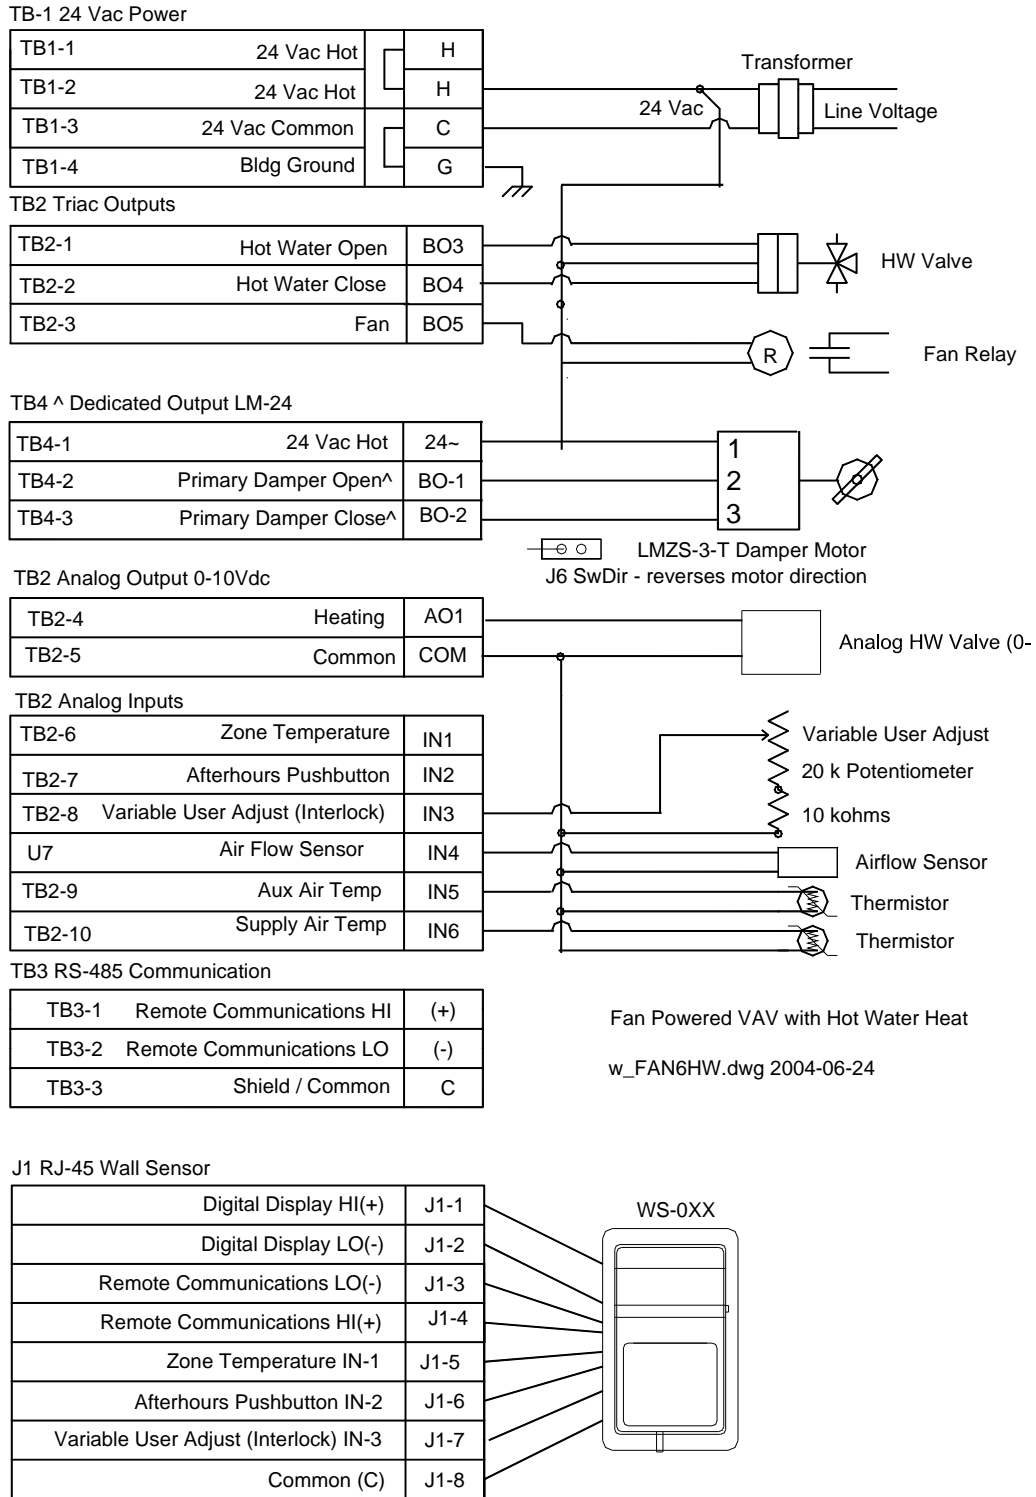 TB-1 24 Vac Power
TB1-1 24 Vac Hot H
TB1-2 24 Vac Hot H
TB1-3 24 Vac Common C
TB1-4 Bldg Ground G
Transformer
24 Vac
Line Voltage
TB2 Triac Outputs
TB2-1 Hot Water Open BO3
TB2-2 Hot Water Close BO4
TB2-3 Fan BO5
HW Valve
R
Fan Relay
TB4 ^ Dedicated Output LM-24
TB4-1 24 Vac Hot 24~
TB4-2 Primary Damper Open^ BO-1
TB4-3 Primary Damper Close^ BO-2
1
2
3
LMZS-3-T Damper Motor
J6 SwDir - reverses motor direction
TB2 Analog Output 0-10Vdc
TB2-4 Heating AO1
TB2-5 Common COM
Analog HW Valve (0-
TB2 Analog Inputs
TB2-6 Zone Temperature IN1
TB2-7 Afterhours Pushbutton IN2
TB2-8 Variable User Adjust (Interlock) IN3
U7 Air Flow Sensor IN4
TB2-9 Aux Air Temp IN5
TB2-10 Supply Air Temp IN6
Variable User Adjust
20 k Potentiometer
10 kohms
Airflow Sensor
Thermistor
Thermistor
TB3 RS-485 Communication
TB3-1 Remote Communications HI (+)
TB3-2 Remote Communications LO (-)
TB3-3 Shield / Common C
Fan Powered VAV with Hot Water Heat
w_FAN6HW.dwg 2004-06-24
J1 RJ-45 Wall Sensor
Digital Display HI(+) J1-1
Digital Display LO(-) J1-2
Remote Communications LO(-) J1-3
Remote Communications HI(+) J1-4
Zone Temperature IN-1 J1-5
Afterhours Pushbutton IN-2 J1-6
Variable User Adjust (Interlock) IN-3 J1-7
Common (C) J1-8
WS-0XX